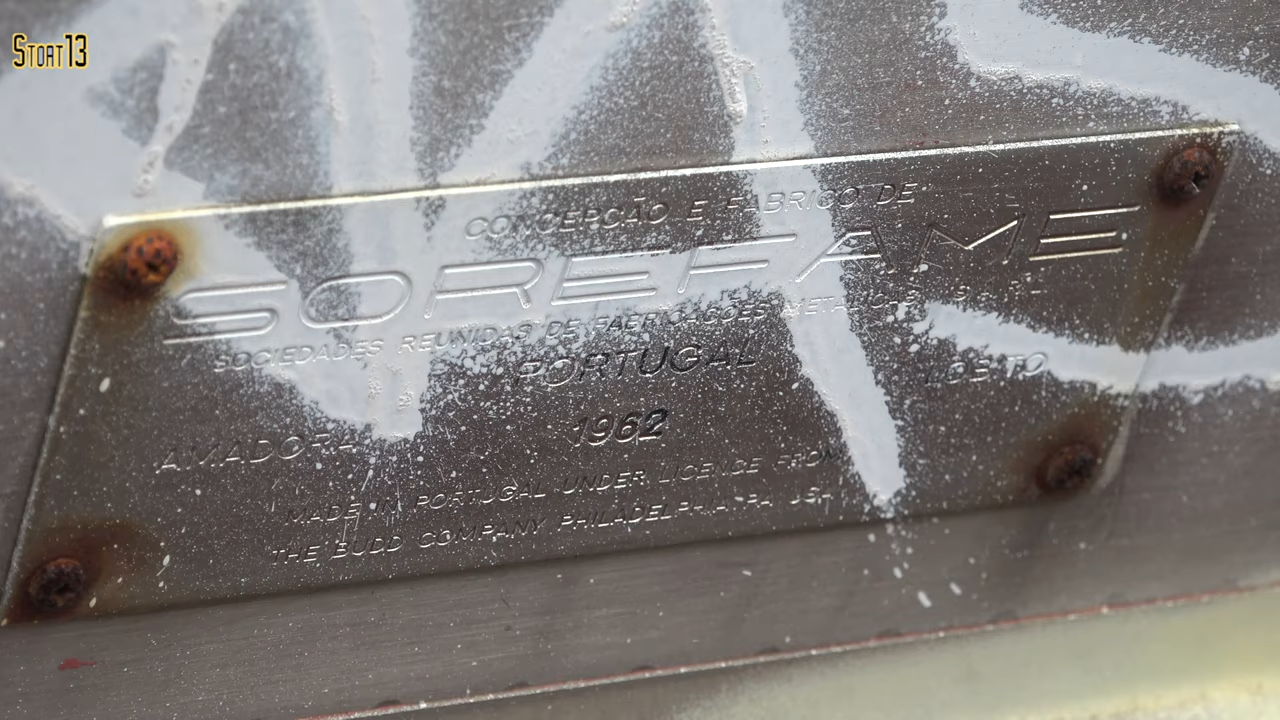 STORT13
CONCEPÇÃO E FABRICO DE
SOREFAME
SOCIEDADES REUNIDAS DE FABRICAÇÕES METÁLICAS S.A.R.L.
PORTUGAL
LOBITO
AMADORA
1962
MADE IN PORTUGAL UNDER LICENCE FROM
THE BUDD COMPANY PHILADELPHIA PA USA